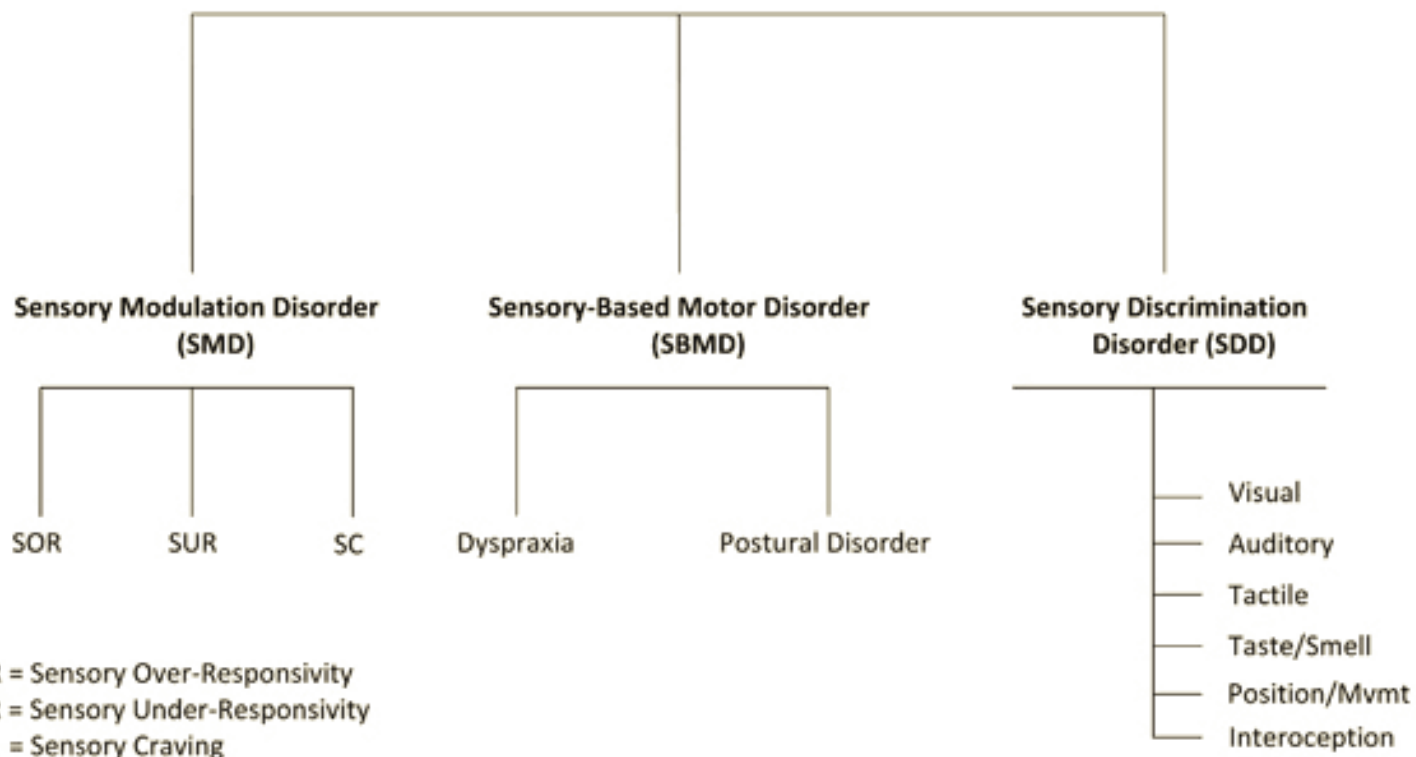 Sensory Modulation Disorder
(SMD)
Sensory-Based Motor Disorder
(SBMD)
Sensory Discrimination
Disorder (SDD)
SOR
SUR
SC
Dyspraxia
Postural Disorder
Visual
Auditory
Tactile
Taste/Smell
Position/Mvmt
Interoception
= Sensory Over-Responsivity
= Sensory Under-Responsivity
= Sensory Craving